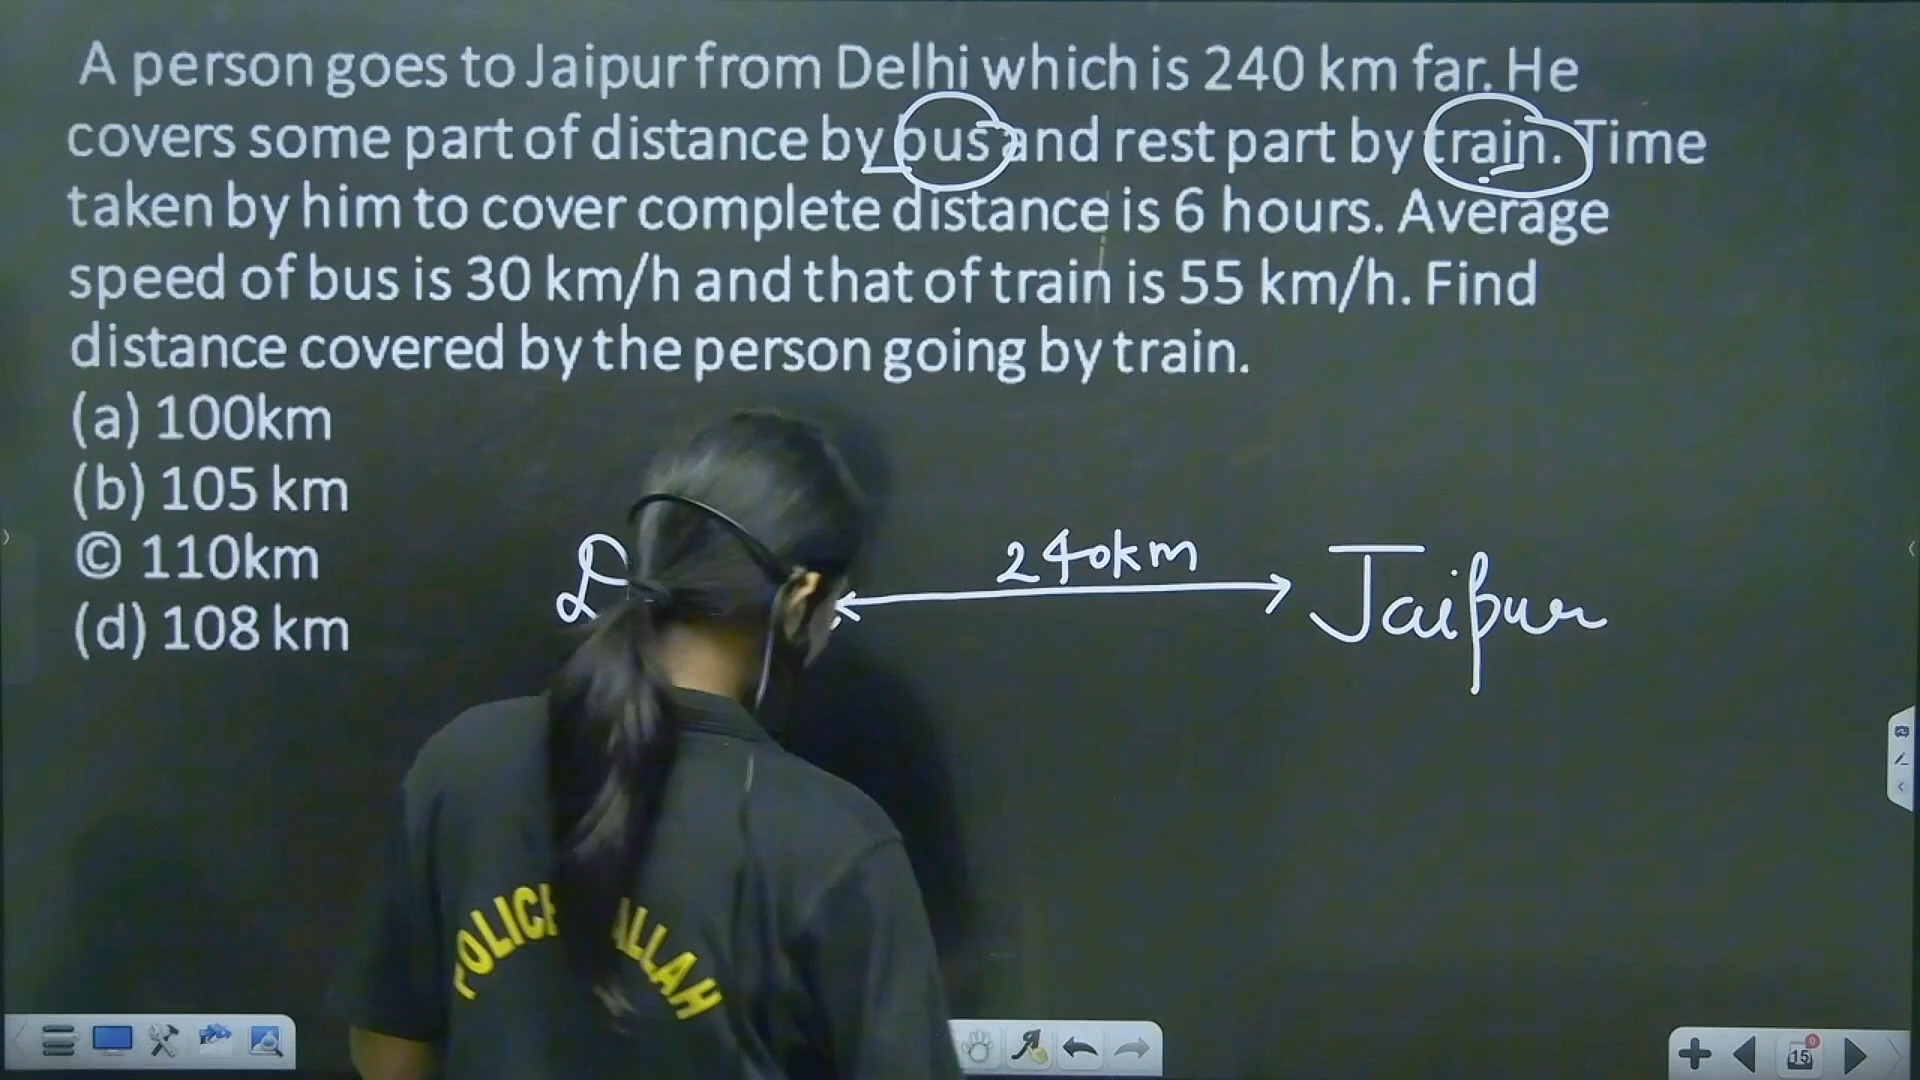 A person goes to Jaipur from Delhi which is 240 km far. He
covers some part of distance by bus and rest part by train. Time
taken by him to cover complete distance is 6 hours. Average
speed of bus is 30 km/h and that of train is 55 km/h. Find
distance covered by the person going by train.
(a) 100km
(b) 105 km
© 110km
(d) 108 km
D 240km Jaipur
POLICE ALLAH
15